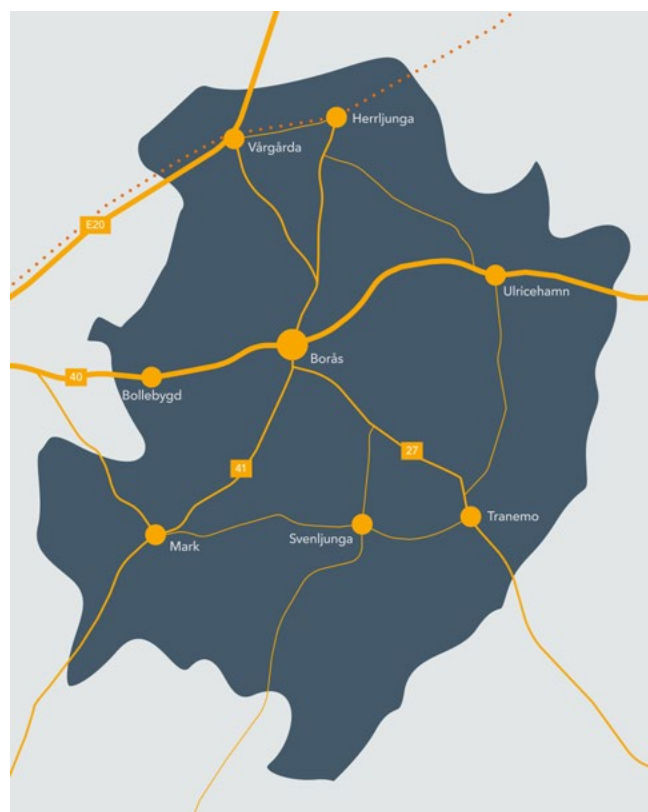 Herrljunga
Vårgårda
E20
Ulricehamn
Borås
40
Bollebygd
27
41
Tranemo
Svenljunga
Mark